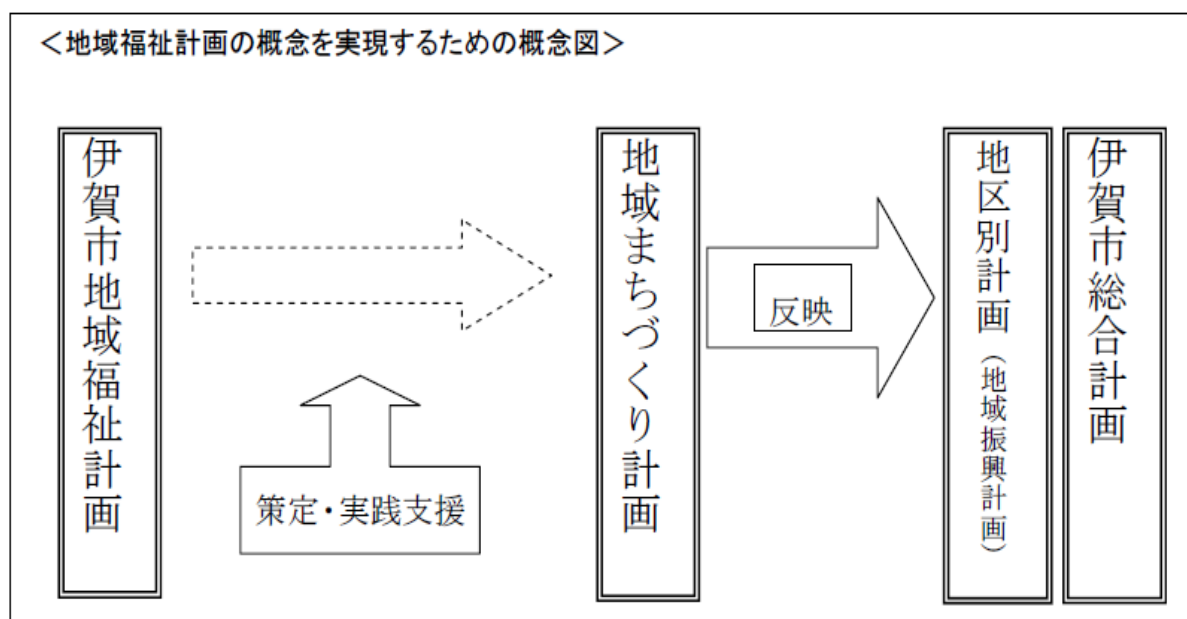 ＜地域福祉計画の概念を実現するための概念図＞
伊賀市地域福祉計画
策定・実践支援
地域まちづくり計画
反映
地区別計画（地域振興計画）
伊賀市総合計画